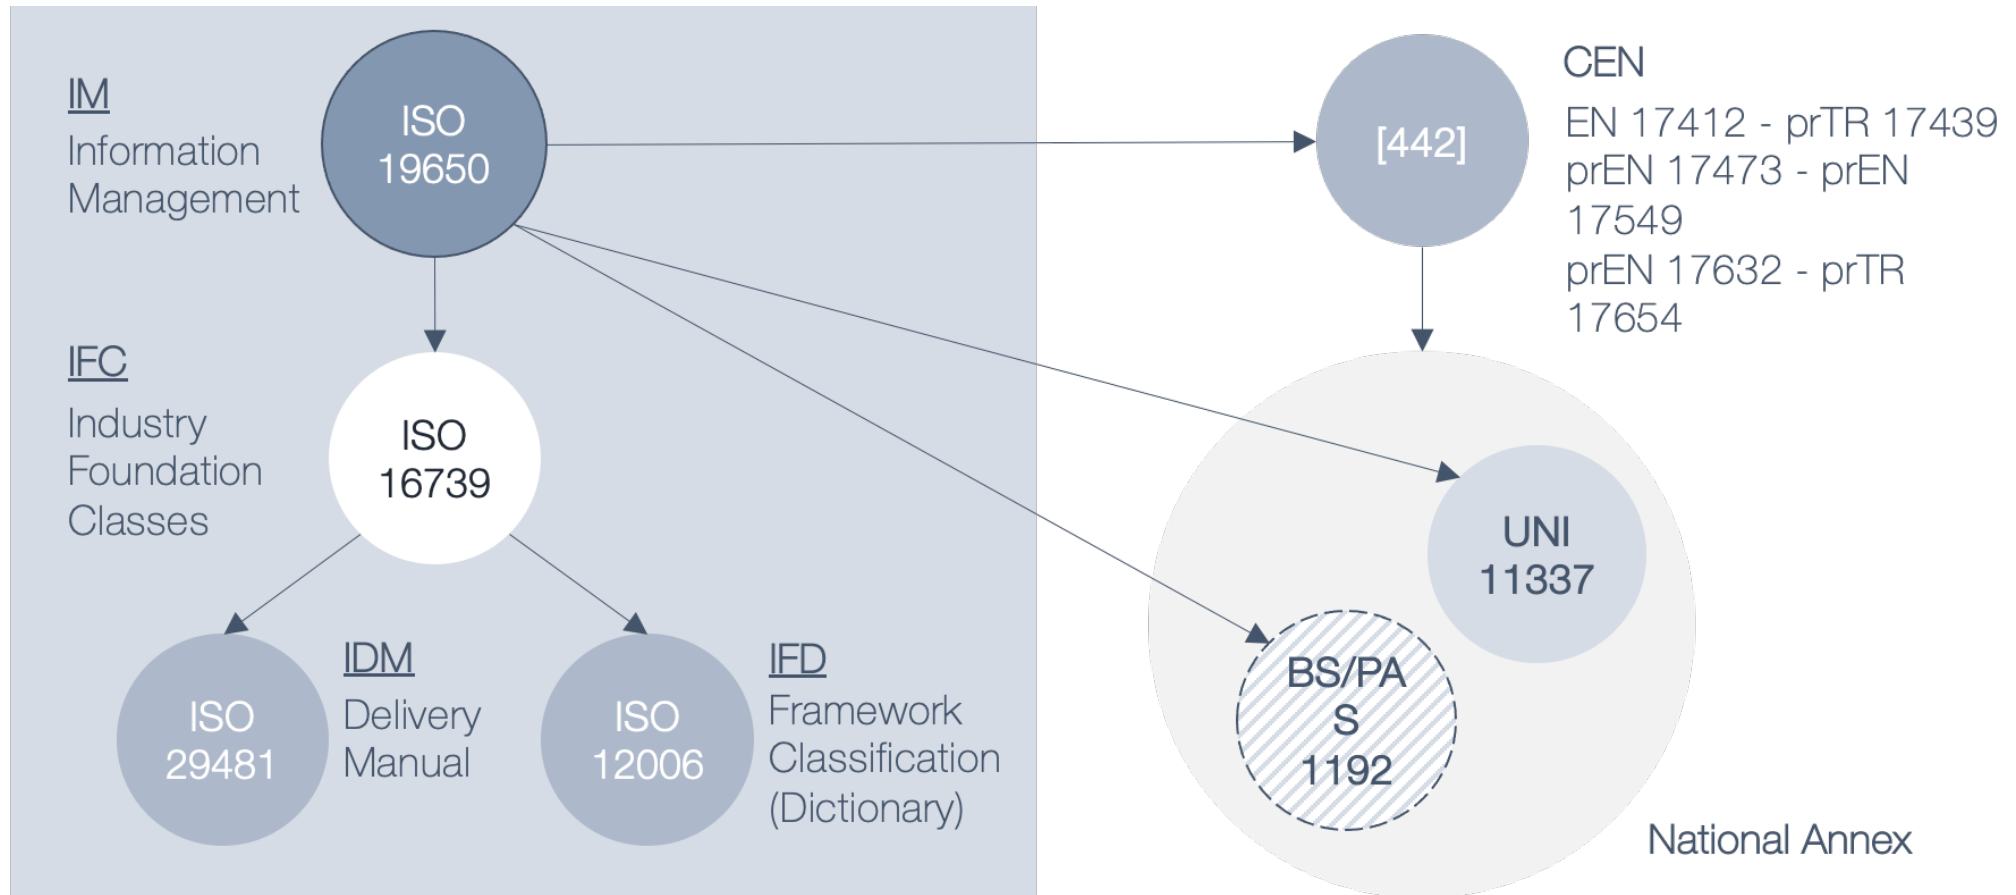 IM
Information
Management
ISO
19650
[442]
CEN
EN 17412 - prTR 17439
prEN 17473 - prEN
17549
prEN 17632 - prTR
17654
IFC
Industry
Foundation
Classes
ISO
16739
UNI
11337
BS/PA
S
1192
ISO
29481
IDM
Delivery
Manual
ISO
12006
IFD
Framework
Classification
(Dictionary)
National Annex